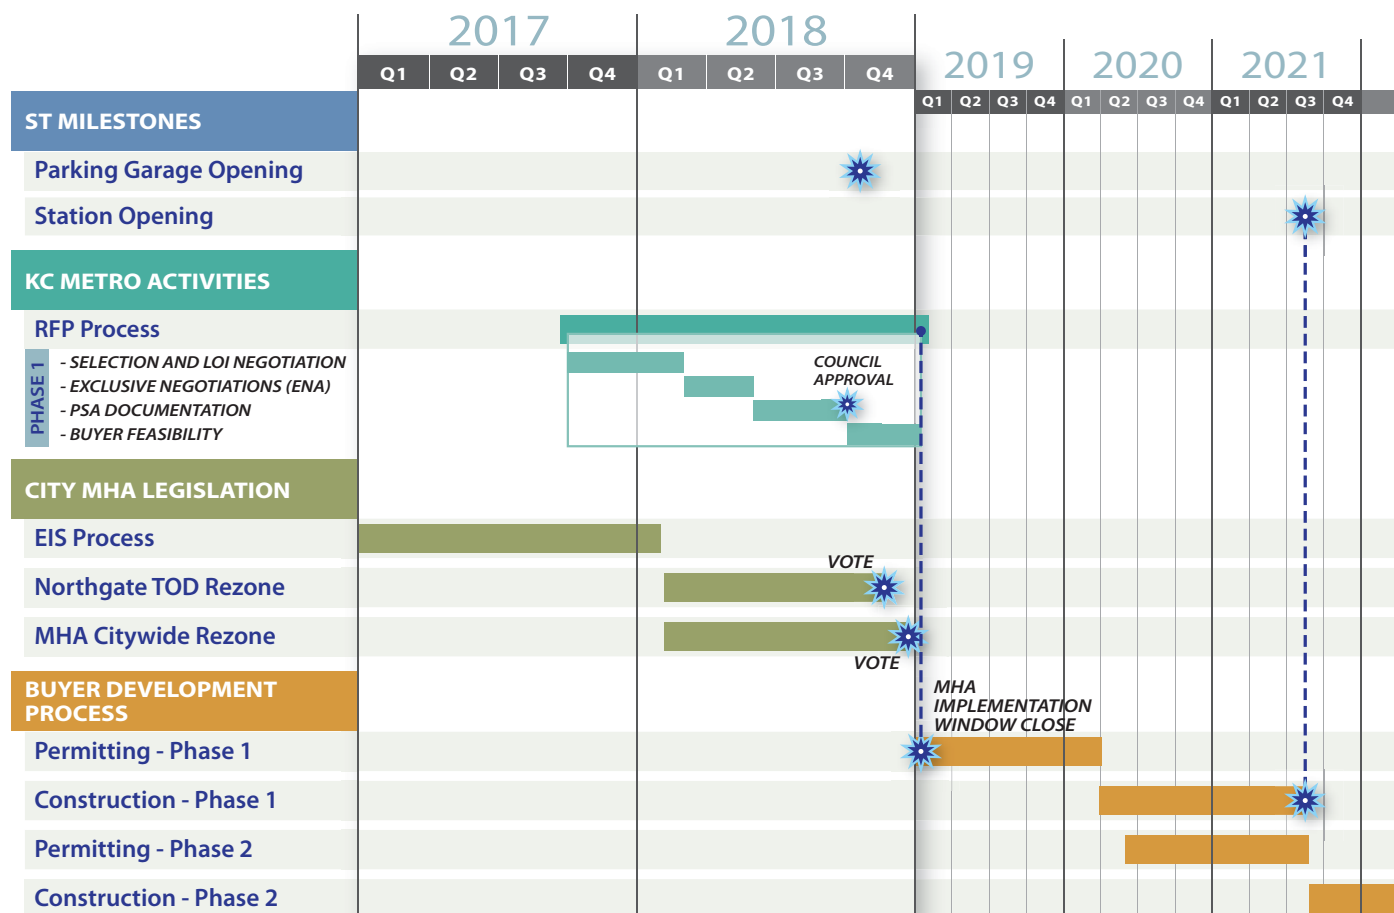 2017 2018
2019 2020 2021
Q1 Q2 Q3 Q4 Q1 Q2 Q3 Q4
Q1 Q2 Q3 Q4 Q1 Q2 Q3 Q4 Q1 Q2 Q3 Q4
ST MILESTONES
Parking Garage Opening
Station Opening
KC METRO ACTIVITIES
RFP Process
PHASE 1
- SELECTION AND LOI NEGOTIATION
- EXCLUSIVE NEGOTIATIONS (ENA)
- PSA DOCUMENTATION
- BUYER FEASIBILITY
COUNCIL
APPROVAL
CITY MHA LEGISLATION
EIS Process
VOTE
Northgate TOD Rezone
MHA Citywide Rezone
VOTE
BUYER DEVELOPMENT
PROCESS
MHA
IMPLEMENTATION
WINDOW CLOSE
Permitting - Phase 1
Construction - Phase 1
Permitting - Phase 2
Construction - Phase 2